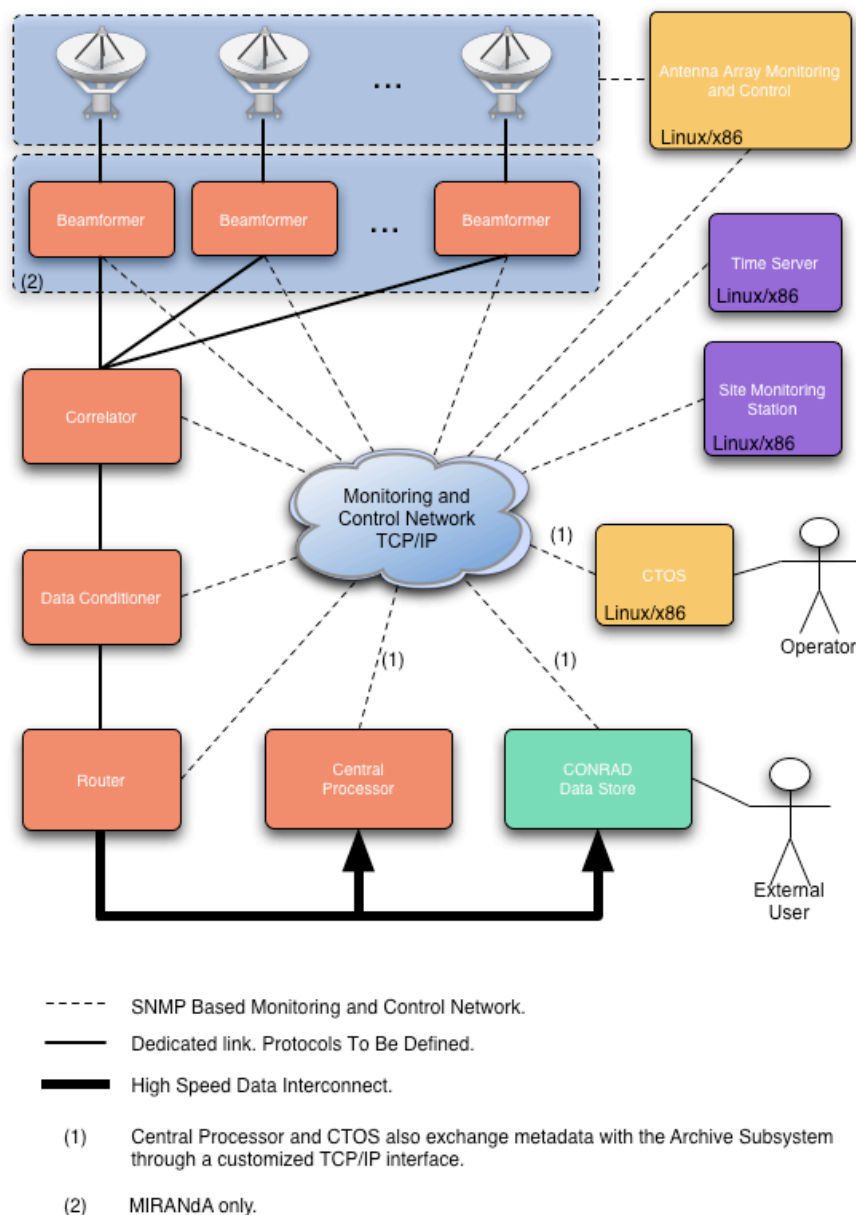 ...
Antenna Array Monitoring
and Control
Linux/x86
Beamformer
Beamformer
...
Beamformer
(2)
Time Server
Linux/x86
Correlator
Site Monitoring
Station
Linux/x86
Monitoring and
Control Network
TCP/IP
(1)
CTOS
Linux/x86
Operator
Data Conditioner
(1)
(1)
Router
Central
Processor
CONRAD
Data Store
External
User
SNMP Based Monitoring and Control Network.
Dedicated link. Protocols To Be Defined.
High Speed Data Interconnect.
(1) Central Processor and CTOS also exchange metadata with the Archive Subsystem
through a customized TCP/IP interface.
(2) MIRANdA only.